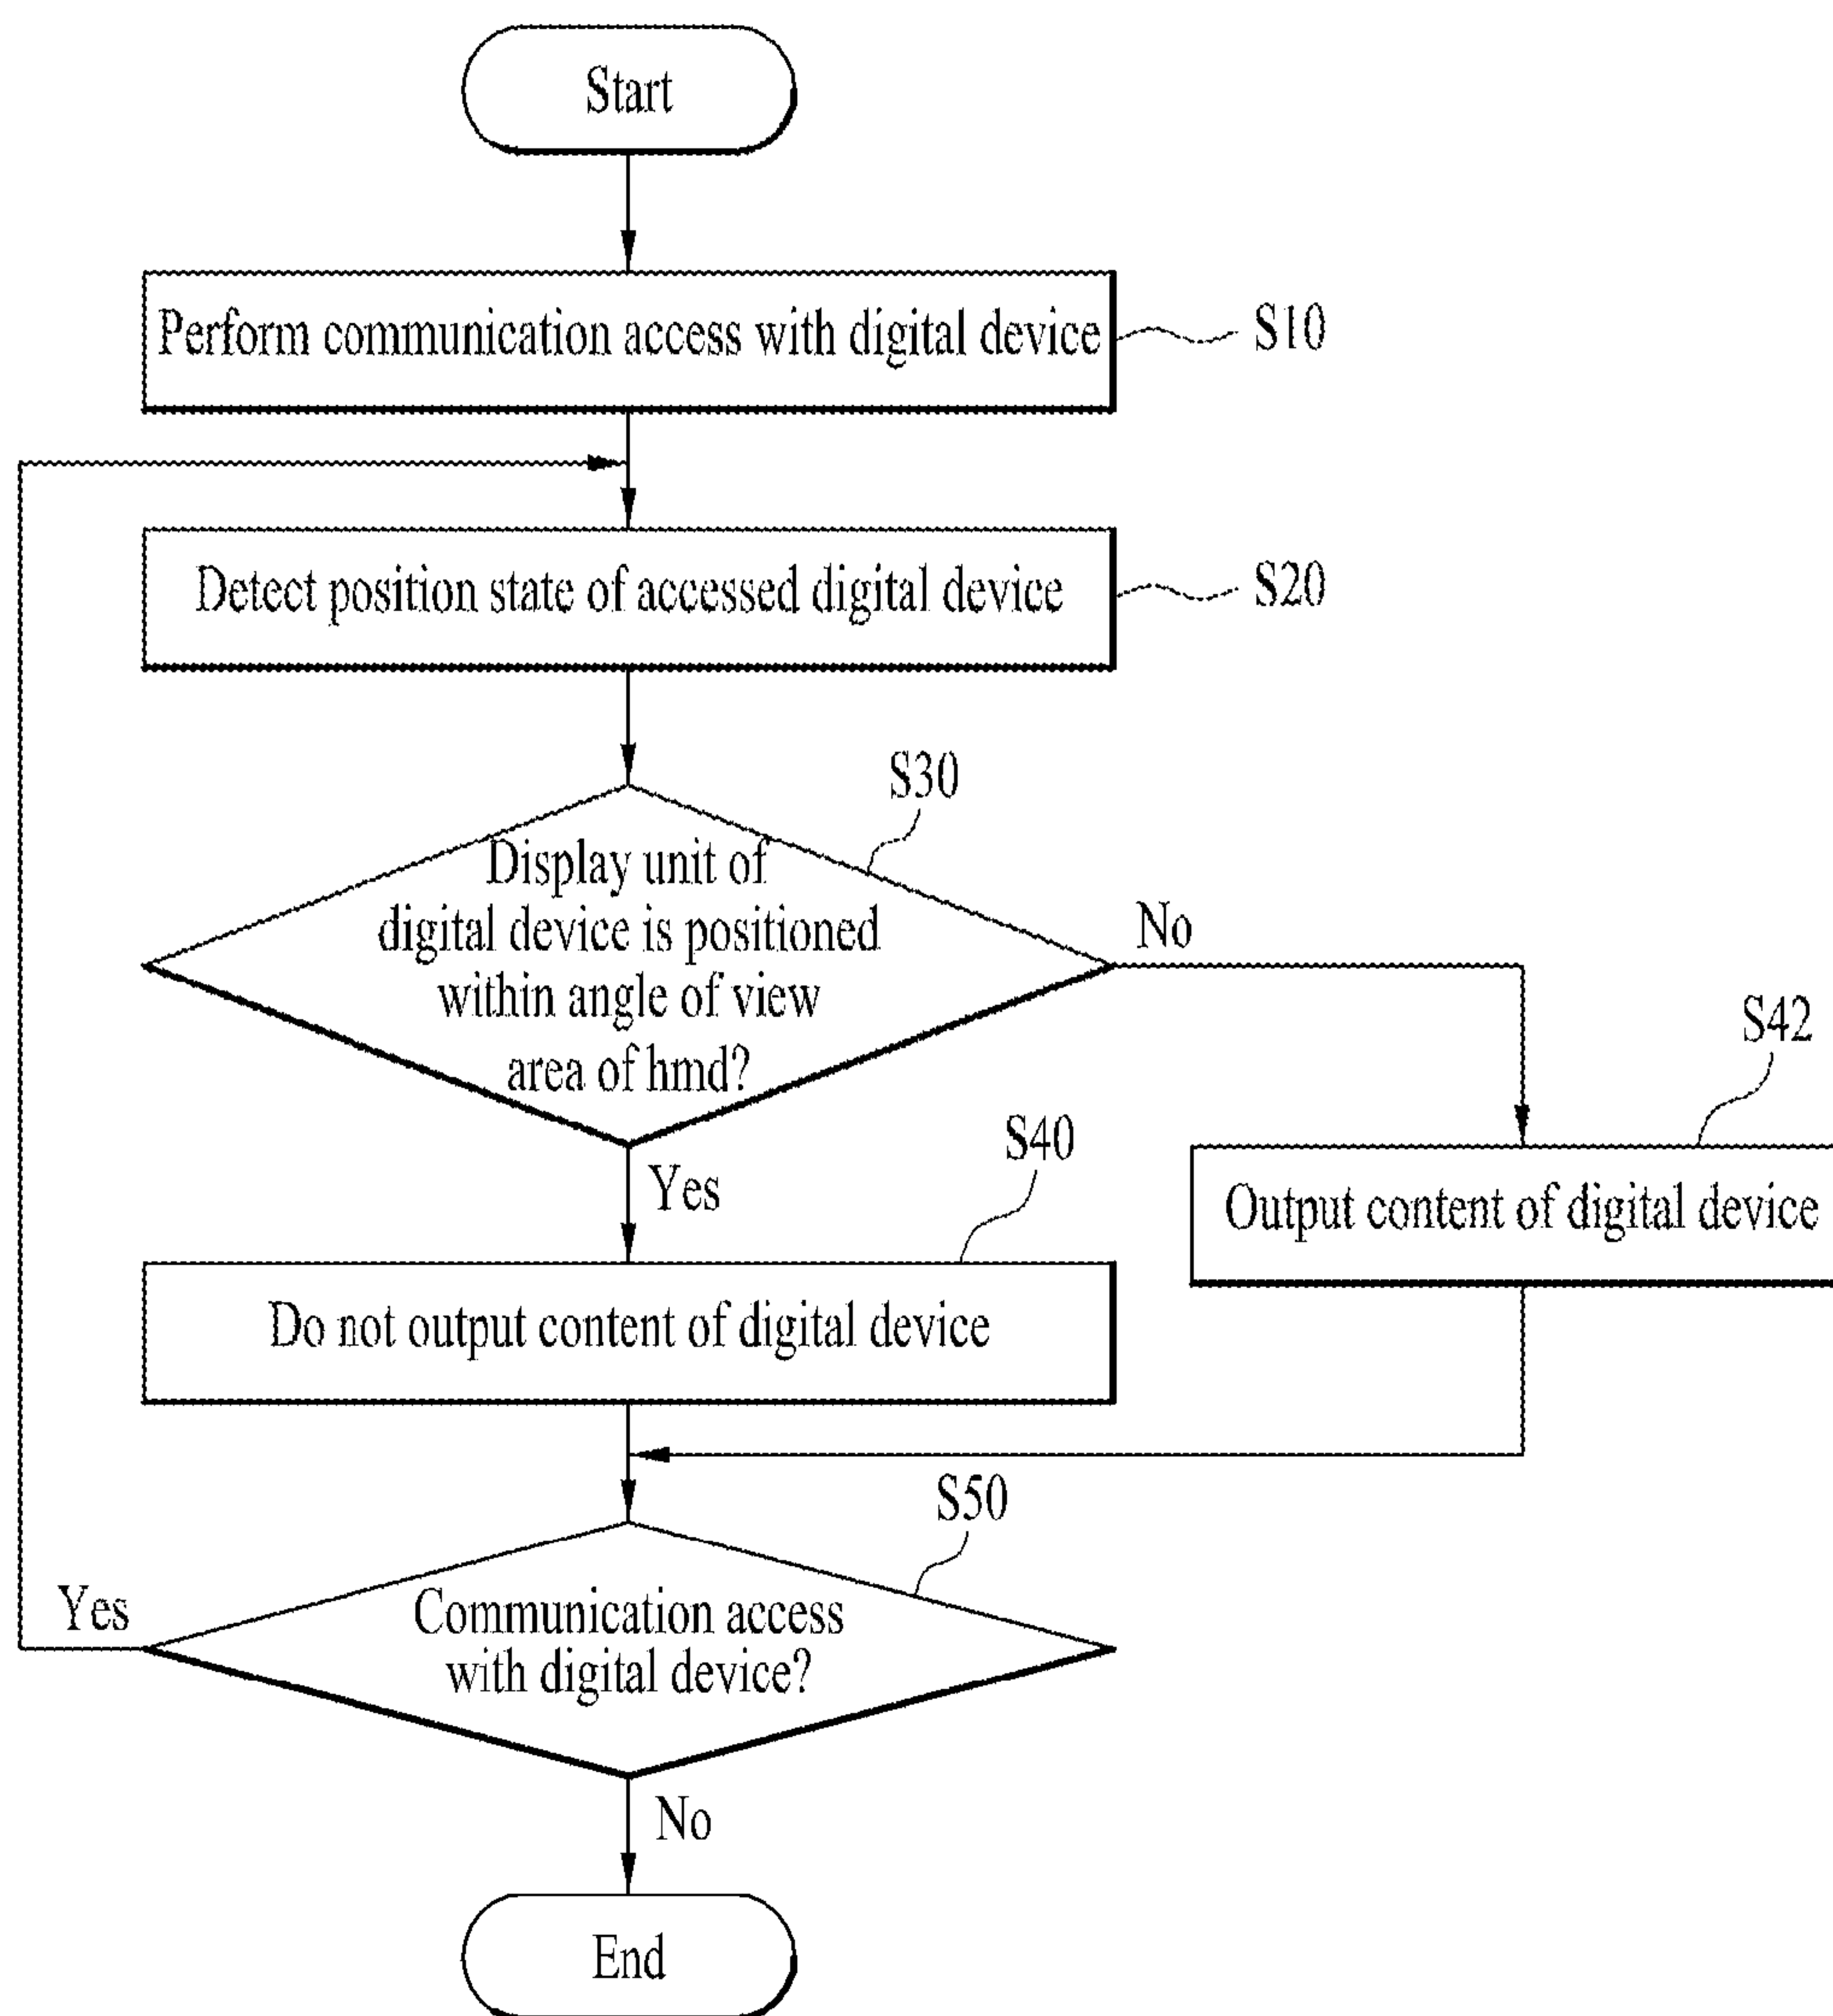 Start
Perform communication access with digital device
S10
Detect position state of accessed digital device
S20
S30
Display unit of
digital device is positioned
within angle of view
area of hmd?
No
S42
Output content of digital device
Yes
S40
Do not output content of digital device
S50
Communication access
with digital device?
Yes
No
End